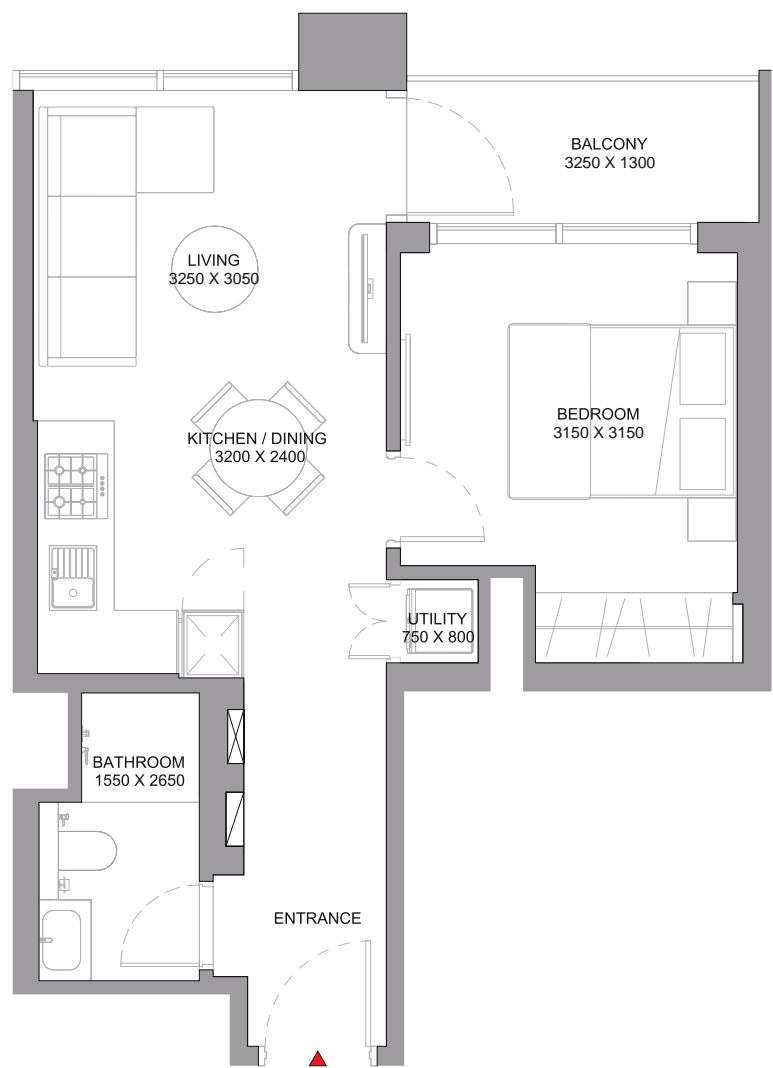 BALCONY
3250 X 1300
LIVING
3250 X 3050
BEDROOM
3150 X 3150
KITCHEN / DINING
3200 X 2400
UTILITY
750 X 800
BATHROOM
1550 X 2650
ENTRANCE